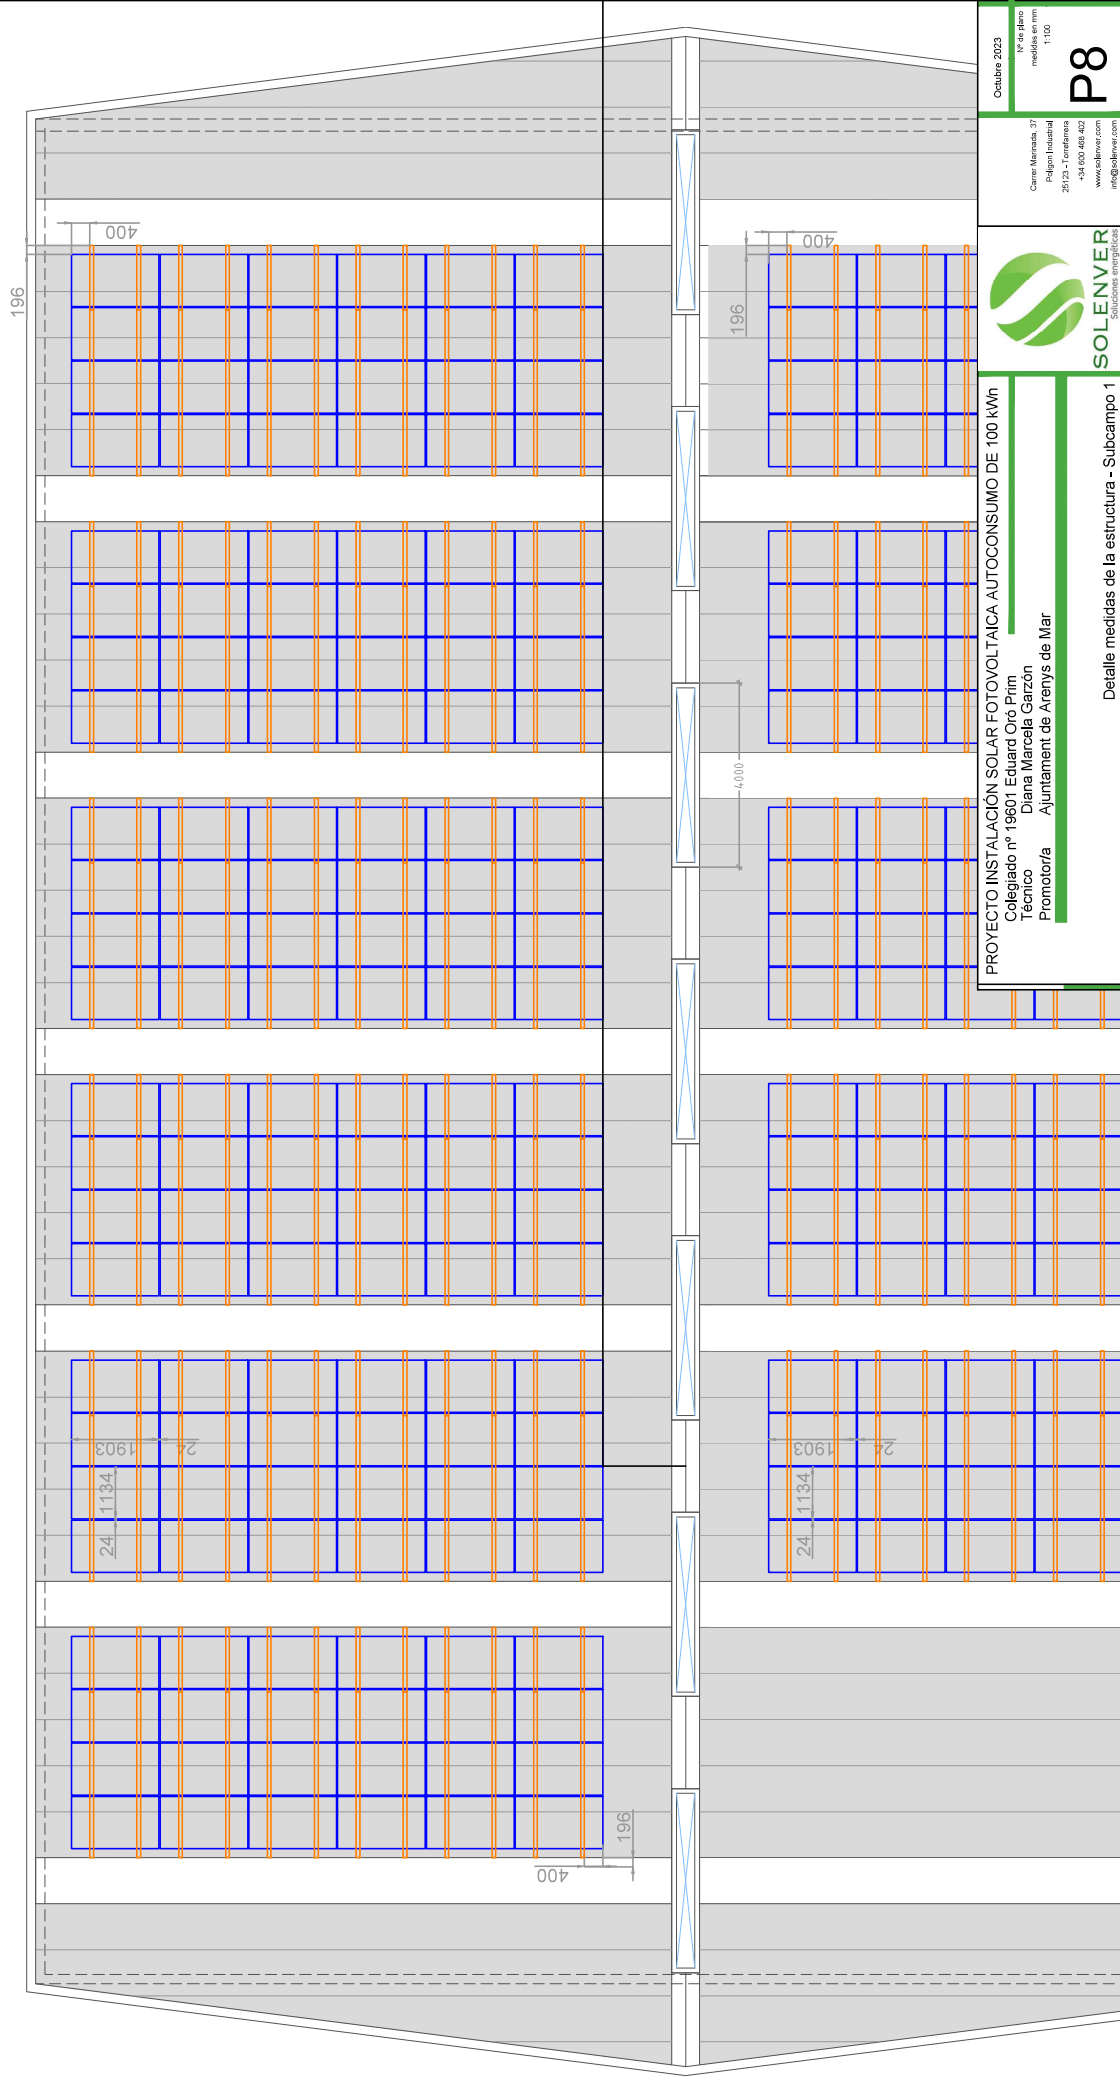 PROYECTO INSTALACIÓN SOLAR FOTOVOLTAICA AUTOCONSUMO DE 100 kWn
Colegiado nº 19601 Eduard Oró Prim
Técnico Diana Marcela Garzón
Promotor/a Ajuntament de Arenys de Mar
Detalle medidas de la estructura - Subcampo 1
SOLENVER
Soluciones energéticas
Carrer Marinada, 37
Polígon Industrial
25123 - Torrefarrera
+34 600 468 402
www.solenver.com
info@solenver.com
Octubre 2023
Nº de plano
medidas en mm
1:100
P8
196
400
196
400
4000
1903
24
1134
24
1903
24
1134
24
400
196